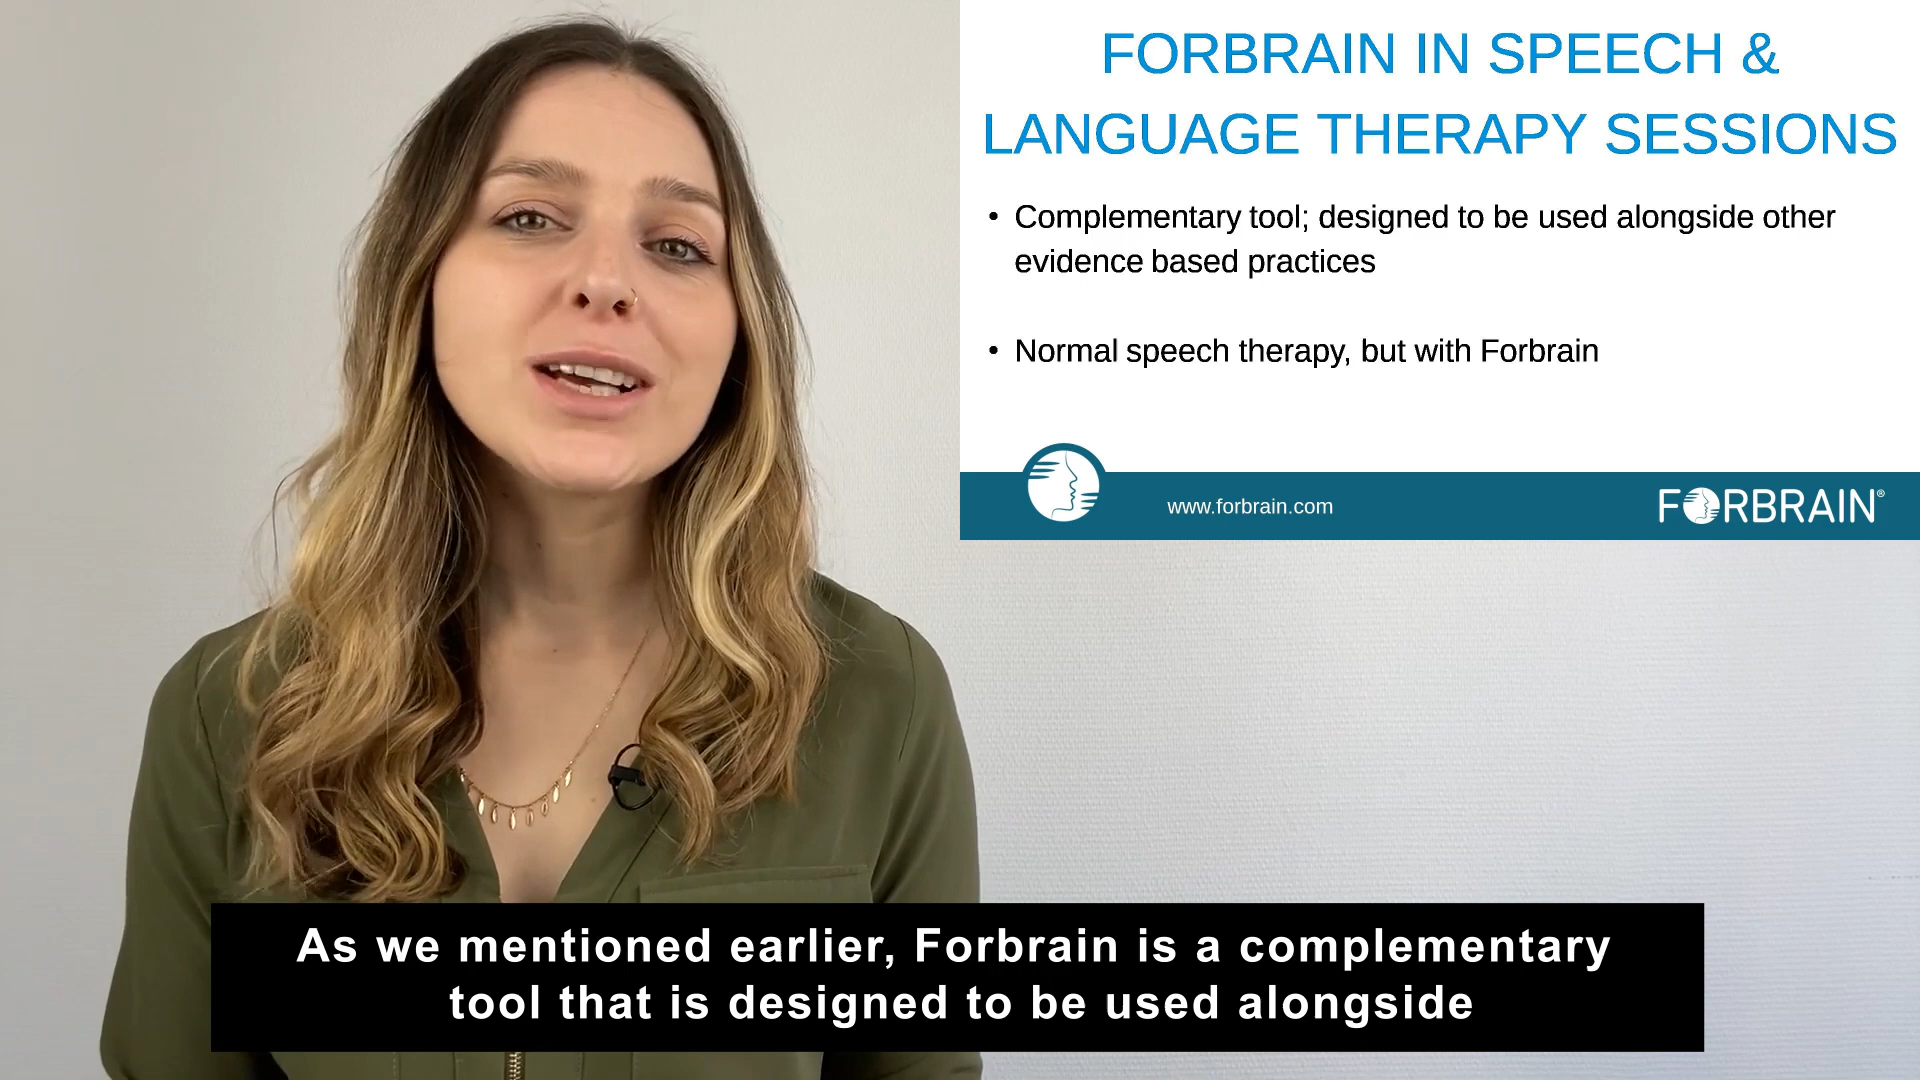 FORBRAIN IN SPEECH &
LANGUAGE THERAPY SESSIONS
• Complementary tool; designed to be used alongside other
evidence based practices
• Normal speech therapy, but with Forbrain
www.forbrain.com
FORBRAIN®
As we mentioned earlier, Forbrain is a complementary
tool that is designed to be used alongside